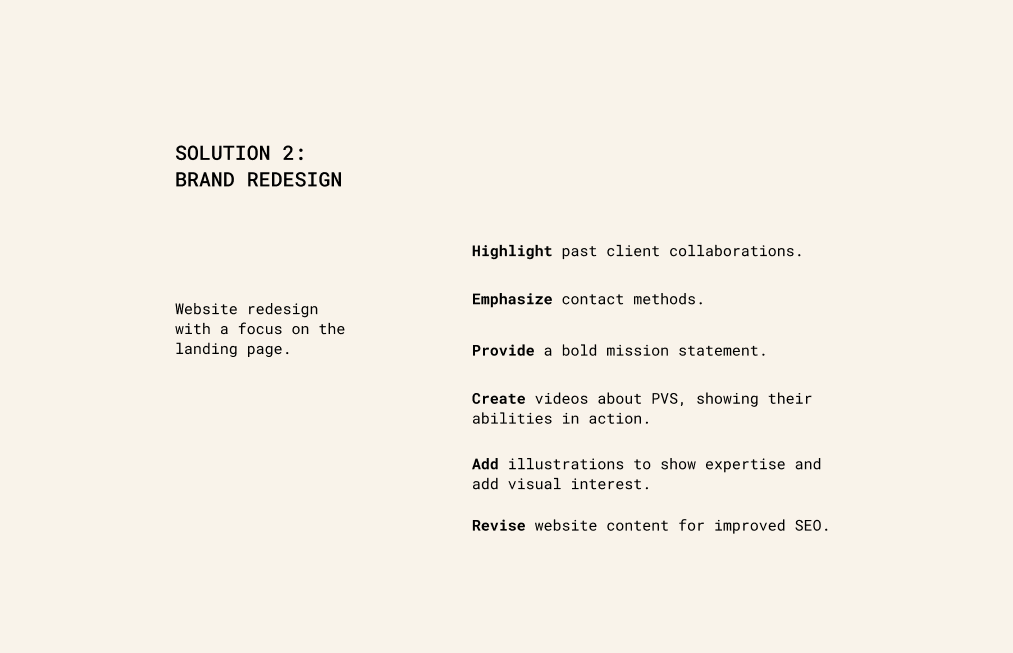 SOLUTION 2:
BRAND REDESIGN
Website redesign
with a focus on the
landing page.
Highlight past client collaborations.
Emphasize contact methods.
Provide a bold mission statement.
Create videos about PVS, showing their
abilities in action.
Add illustrations to show expertise and
add visual interest.
Revise website content for improved SEO.